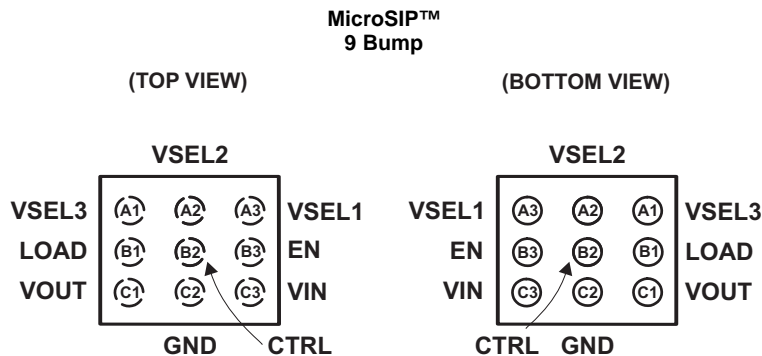 MicroSIP™
9 Bump
(TOP VIEW) (BOTTOM VIEW)
VSEL2 VSEL2
VSEL3 A1 A2 A3 VSEL1 VSEL1 A3 A2 A1 VSEL3
LOAD B1 B2 B3 EN EN B3 B2 B1 LOAD
VOUT C1 C2 C3 VIN VIN C3 C2 C1 VOUT
GND CTRL CTRL GND